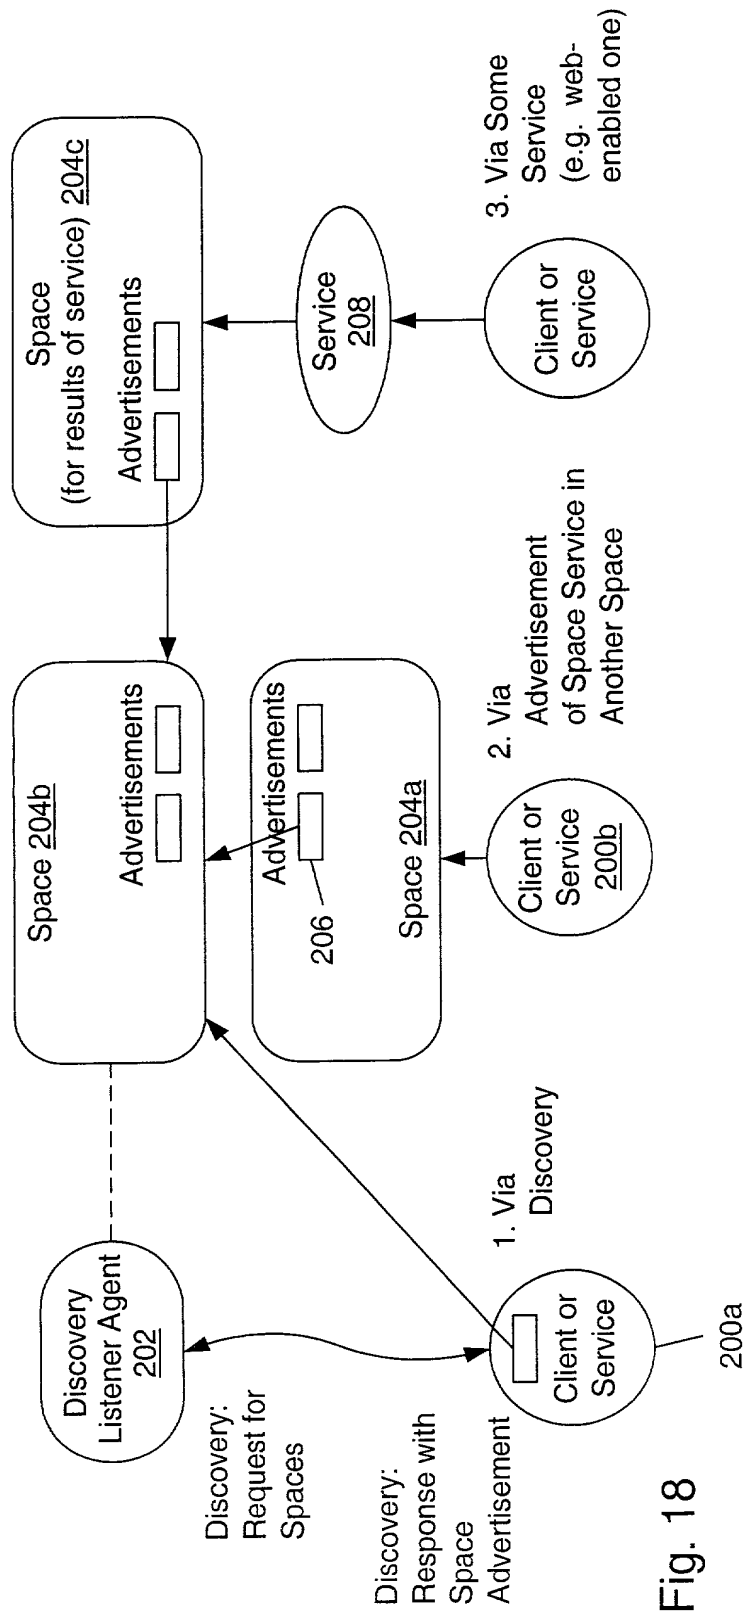 Discovery
Listener Agent
202
Discovery:
Request for
Spaces
Discovery:
Response with
Space
Advertisement
Client or
Service
200a
1. Via
Discovery
Space 204b
Advertisements
Advertisements
206
Space 204a
Client or
Service
200b
2. Via
Advertisement
of Space Service in
Another Space
Space
(for results of service) 204c
Advertisements
Service
208
Client or
Service
3. Via Some
Service
(e.g. web-
enabled one)
Fig. 18